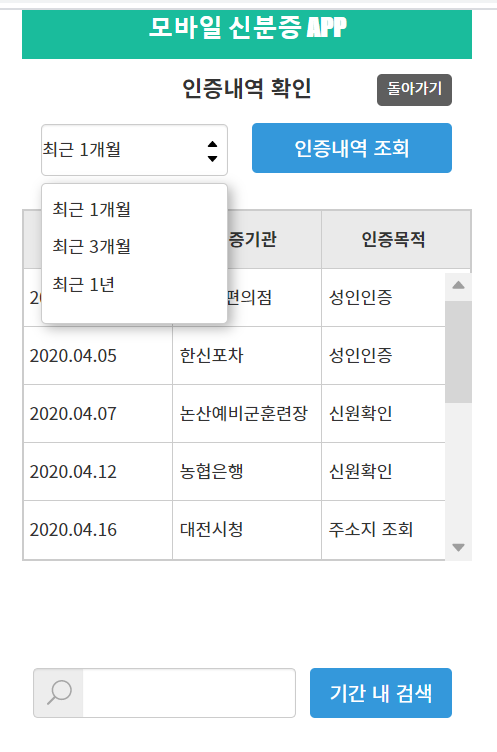 모바일 신분증 APP
인증내역 확인
돌아가기
최근 1개월
인증내역 조회
최근 1개월
최근 3개월
최근 1년
증기관
인증목적
편의점
성인인증
2020.04.05
한신포차
성인인증
2020.04.07
논산예비군훈련장
신원확인
2020.04.12
농협은행
신원확인
2020.04.16
대전시청
주소지 조회
기간 내 검색